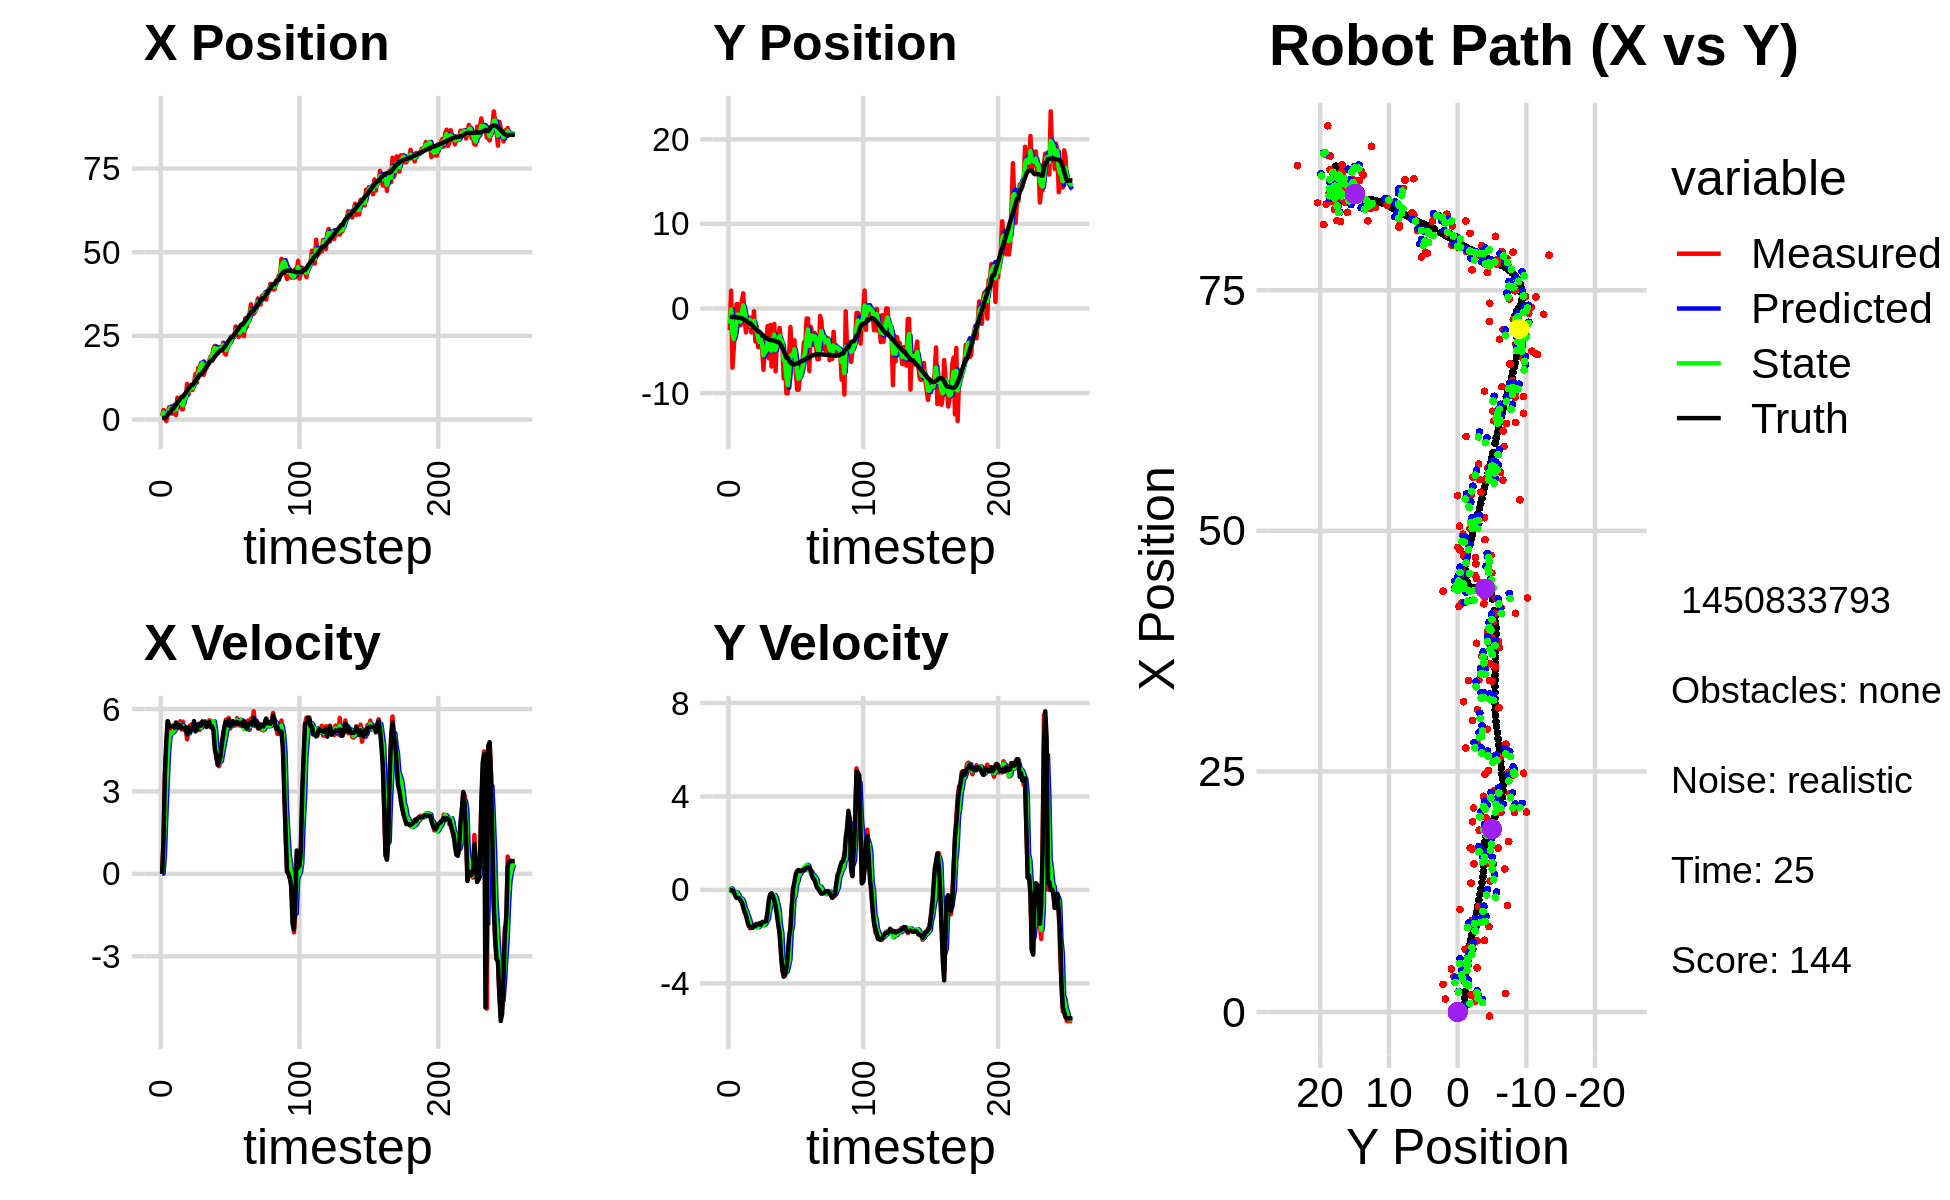 X Position
75
50
25
0
0
100
200
timestep
Y Position
20
10
0
-10
0
100
200
timestep
X Velocity
6
3
0
-3
0
100
200
timestep
Y Velocity
8
4
0
-4
0
100
200
timestep
Robot Path (X vs Y)
X Position
75
50
25
0
20 10 0 -10 -20
Y Position
variable
Measured
Predicted
State
Truth
1450833793
Obstacles: none
Noise: realistic
Time: 25
Score: 144